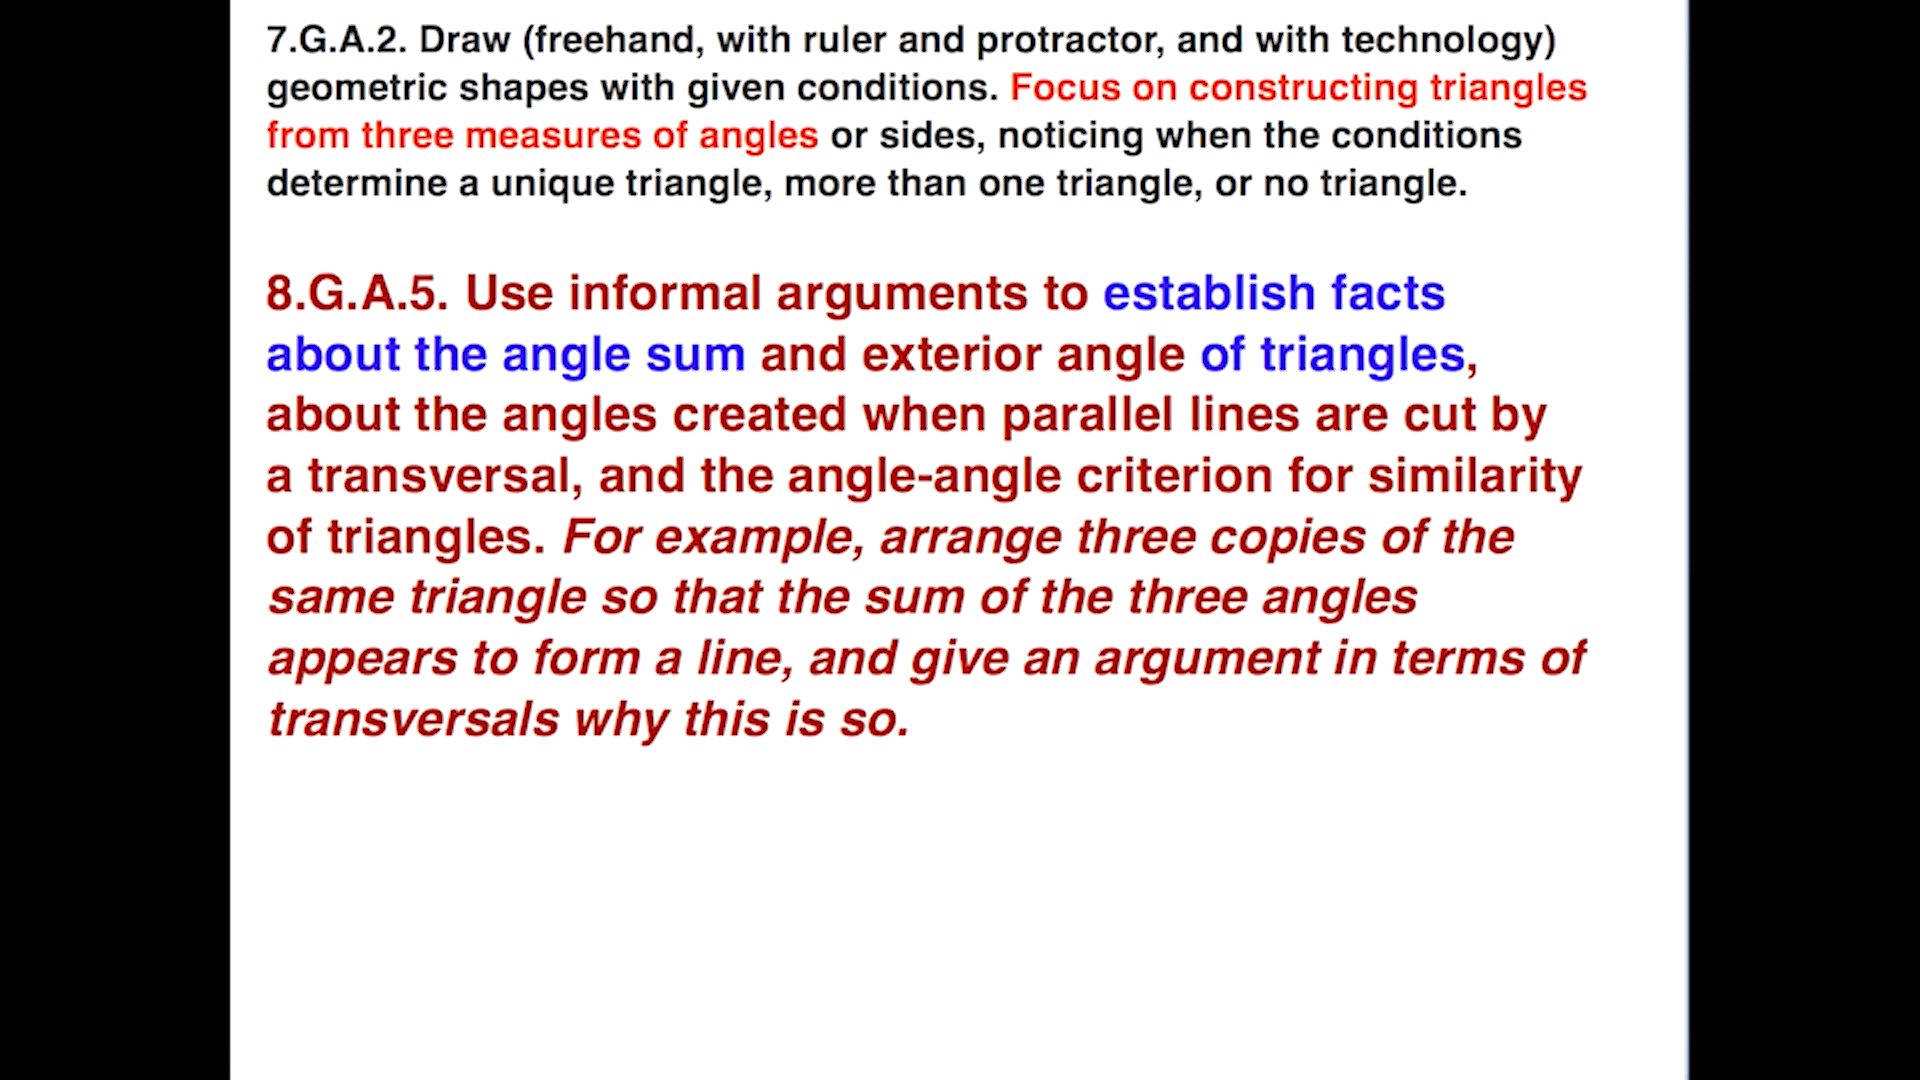 7.G.A.2. Draw (freehand, with ruler and protractor, and with technology)
geometric shapes with given conditions. Focus on constructing triangles
from three measures of angles or sides, noticing when the conditions
determine a unique triangle, more than one triangle, or no triangle.
8.G.A.5. Use informal arguments to establish facts
about the angle sum and exterior angle of triangles,
about the angles created when parallel lines are cut by
a transversal, and the angle-angle criterion for similarity
of triangles. For example, arrange three copies of the
same triangle so that the sum of the three angles
appears to form a line, and give an argument in terms of
transversals why this is so.